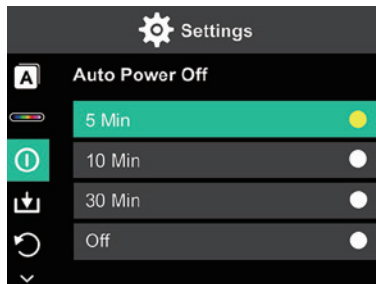 Settings
A
Auto Power Off
5 Min
10 Min
30 Min
Off